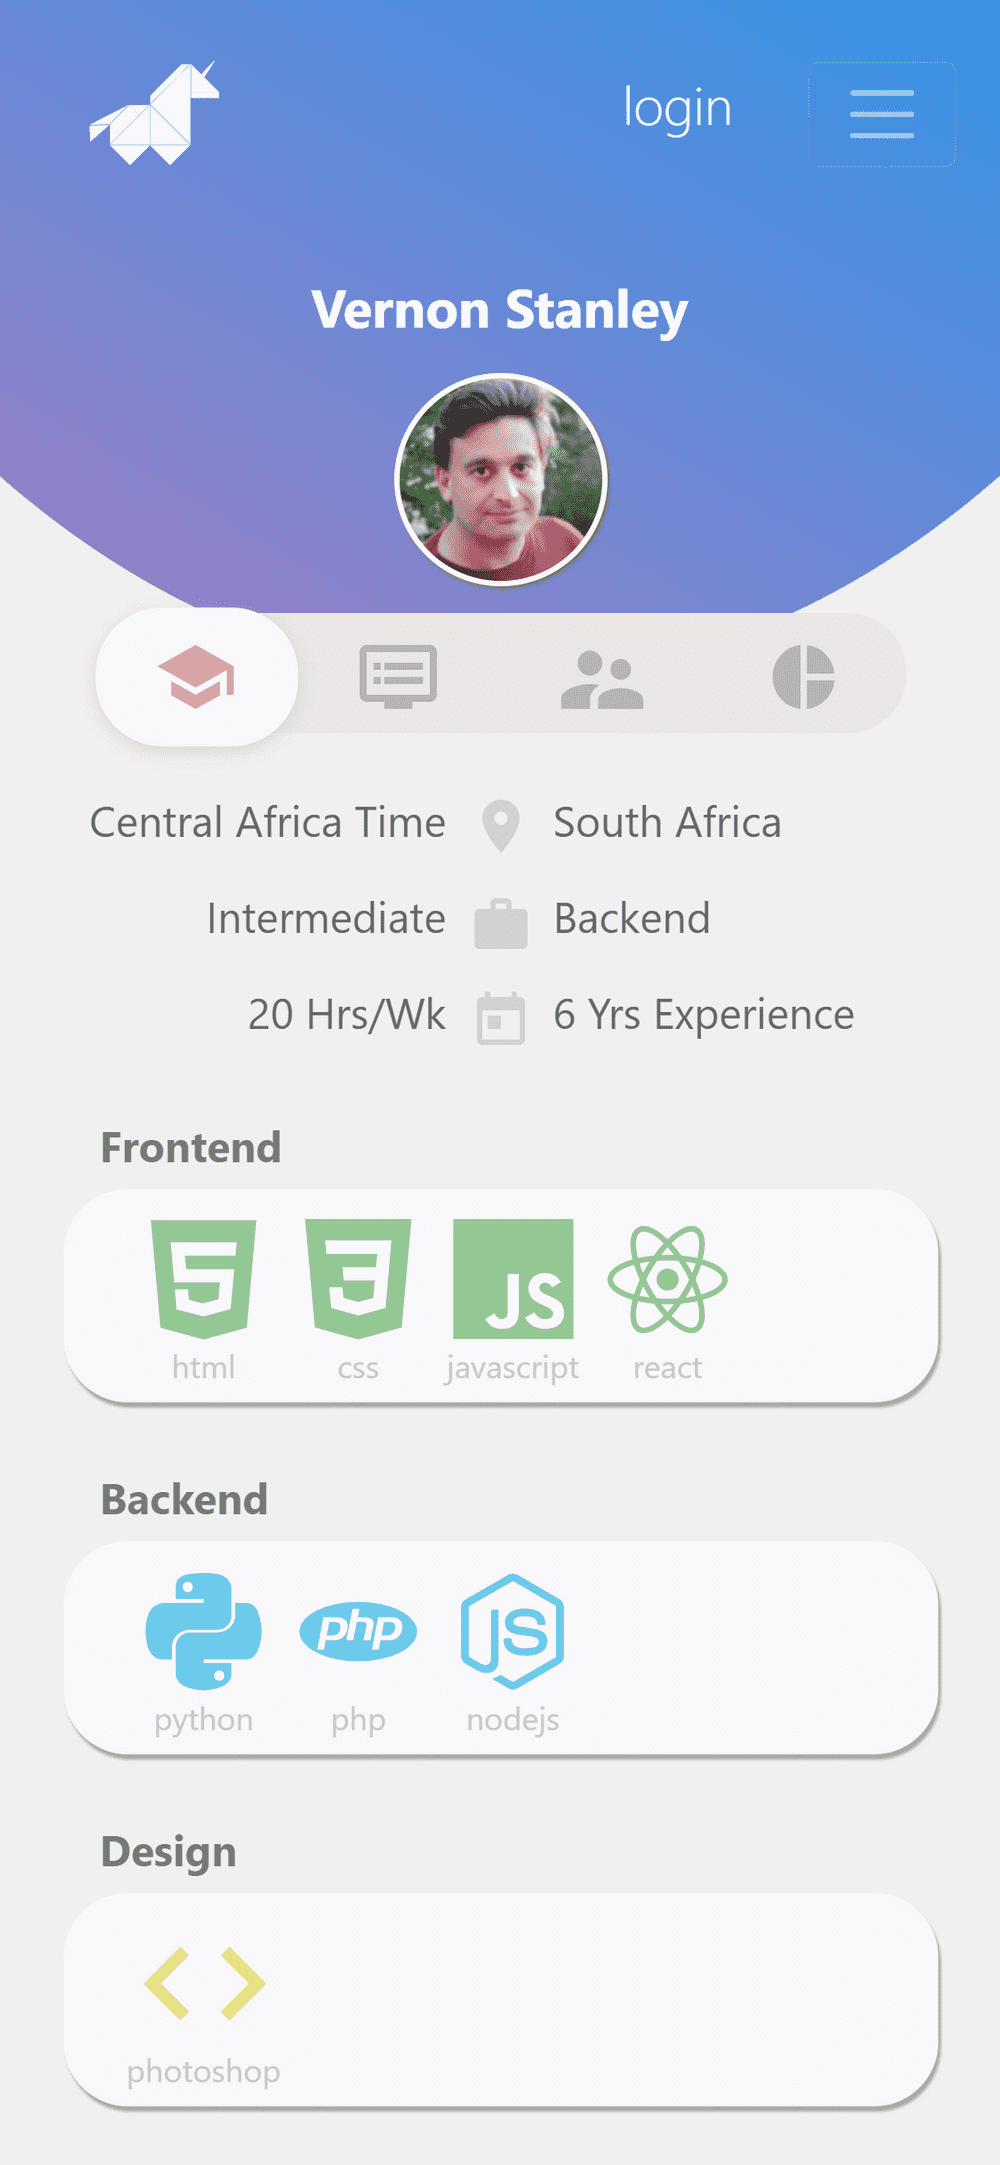 login
Vernon Stanley
Central Africa Time South Africa
Intermediate Backend
20 Hrs/Wk 6 Yrs Experience
Frontend
5 3 JS
html css javascript react
Backend
php JS
python php nodejs
Design
photoshop